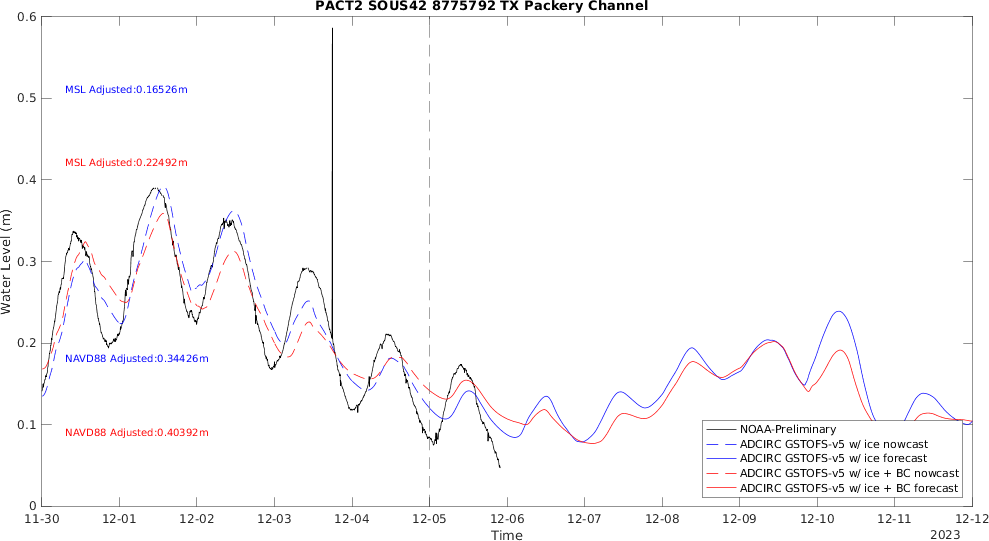 PACT2 SOUS42 8775792 TX Packery Channel
0.6
0.5
0.4
0.3
0.2
0.1
0
Water Level (m)
MSL Adjusted:0.16526m
MSL Adjusted:0.22492m
NAVD88 Adjusted:0.34426m
NAVD88 Adjusted:0.40392m
NOAA-Preliminary
ADCIRC GSTOFS-v5 w/ ice nowcast
ADCIRC GSTOFS-v5 w/ ice forecast
ADCIRC GSTOFS-v5 w/ ice + BC nowcast
ADCIRC GSTOFS-v5 w/ ice + BC forecast
11-30 12-01 12-02 12-03 12-04 12-05 12-06 12-07 12-08 12-09 12-10 12-11 12-12
Time
2023